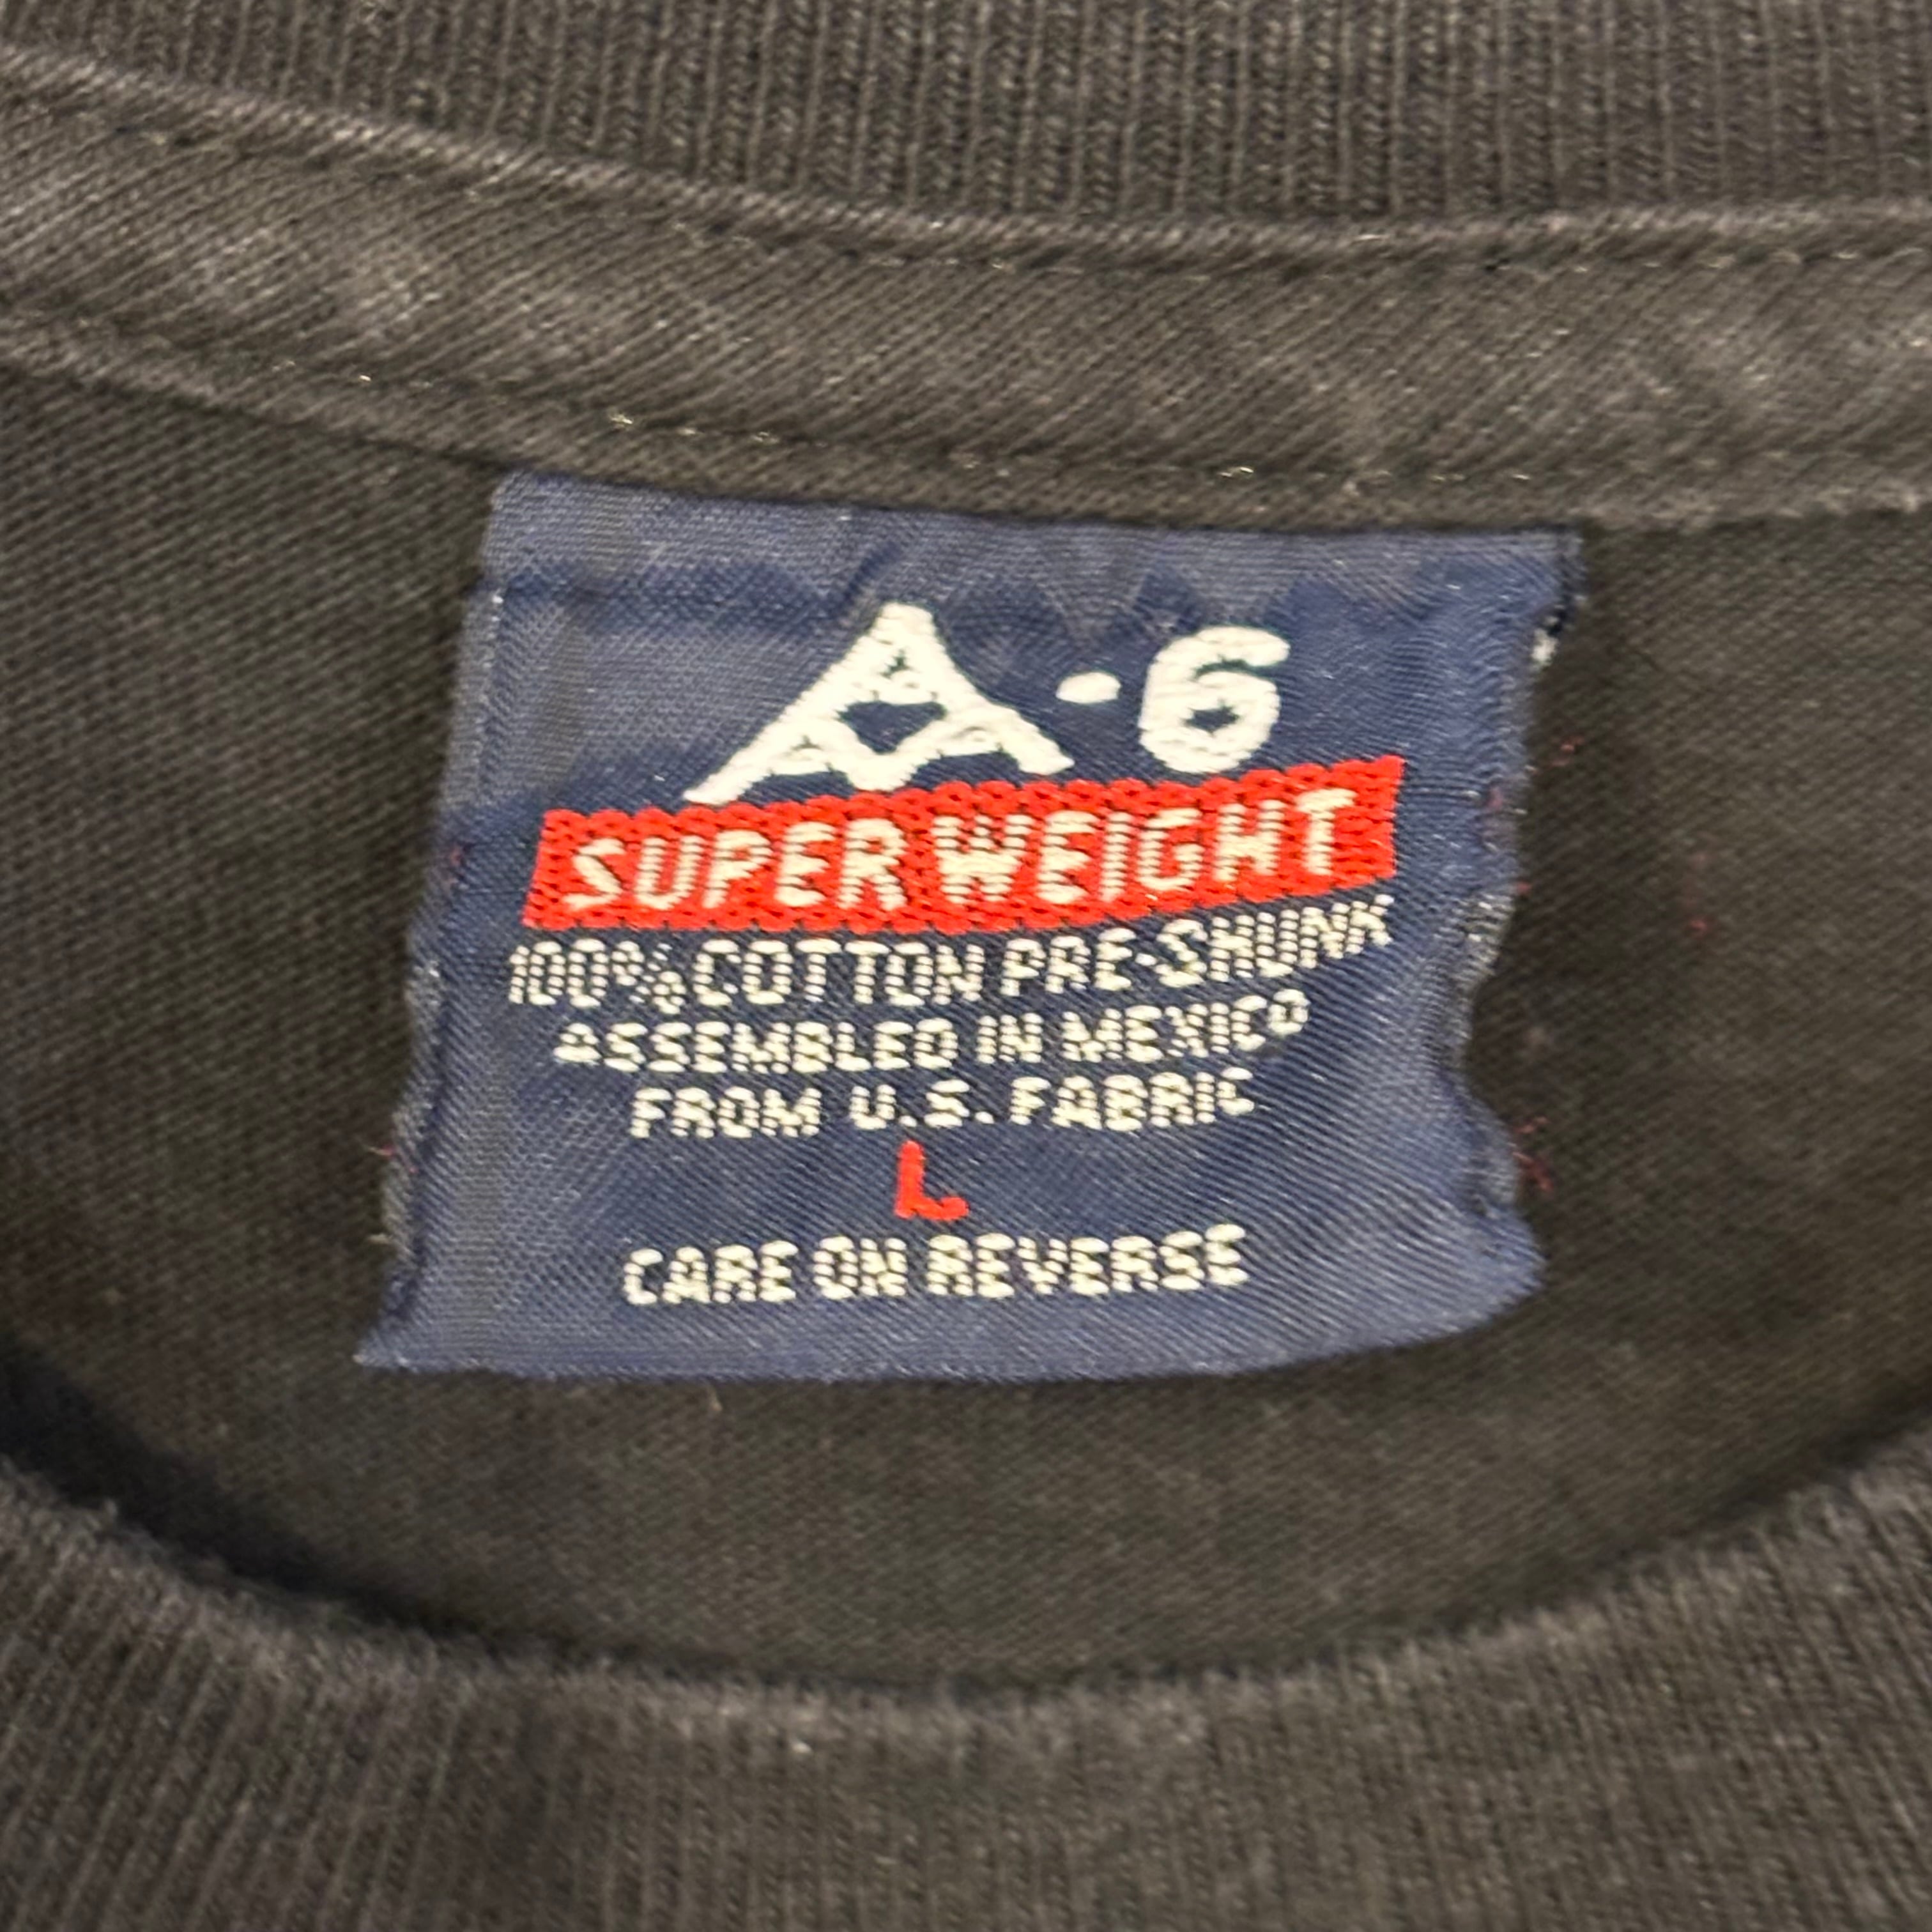 A-6
SUPER WEIGHT
100% COTTON PRE-SHUNK
ASSEMBLED IN MEXICO
FROM U.S. FABRIC
L
CARE ON REVERSE